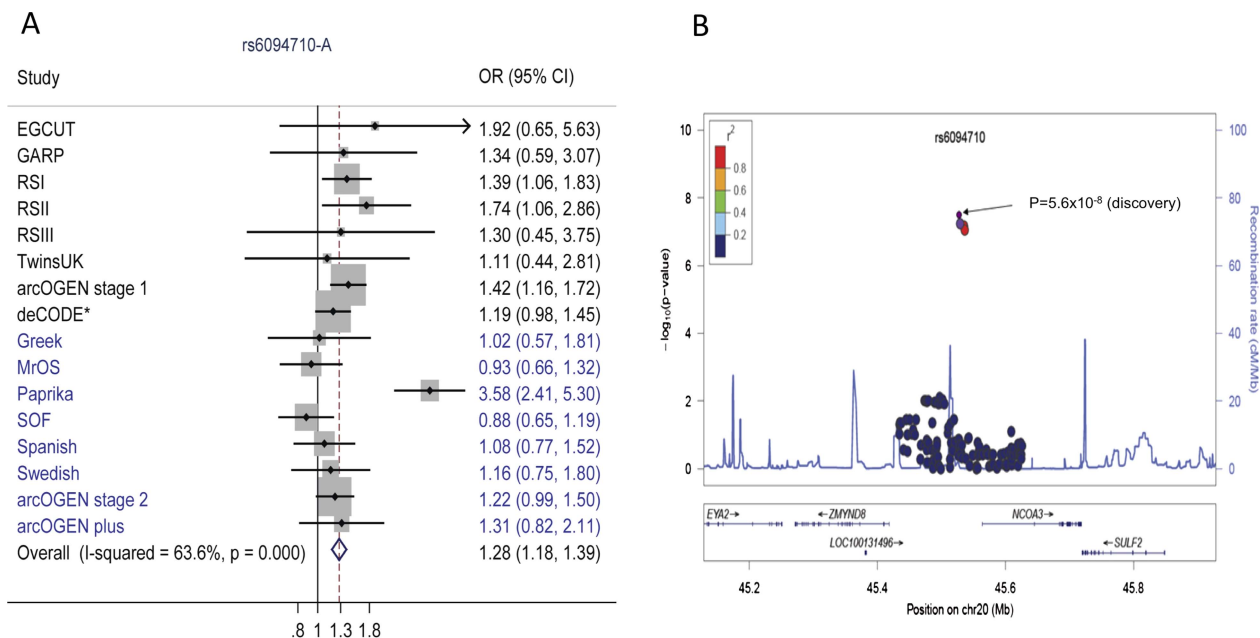 A
rs6094710-A
Study OR (95% CI)
EGCUT 1.92 (0.65, 5.63)
GARP 1.34 (0.59, 3.07)
RSI 1.39 (1.06, 1.83)
RSII 1.74 (1.06, 2.86)
RSIII 1.30 (0.45, 3.75)
TwinsUK 1.11 (0.44, 2.81)
arcOGEN stage 1 1.42 (1.16, 1.72)
deCODE* 1.19 (0.98, 1.45)
Greek 1.02 (0.57, 1.81)
MrOS 0.93 (0.66, 1.32)
Paprika 3.58 (2.41, 5.30)
SOF 0.88 (0.65, 1.19)
Spanish 1.08 (0.77, 1.52)
Swedish 1.16 (0.75, 1.80)
arcOGEN stage 2 1.22 (0.99, 1.50)
arcOGEN plus 1.31 (0.82, 2.11)
Overall (I-squared = 63.6%, p = 0.000) 1.28 (1.18, 1.39)
.8 1 1.3 1.8
B
rs6094710
P=5.6x10⁻⁸ (discovery)
r²
0.8
0.6
0.4
0.2
−log₁₀(p−value)
10
8
6
4
2
0
Recombination rate (cM/Mb)
100
80
60
40
20
0
EYA2→ ←ZMYND8 NCOA3→
LOC100131496→ ←SULF2
45.2 45.4 45.6 45.8
Position on chr20 (Mb)